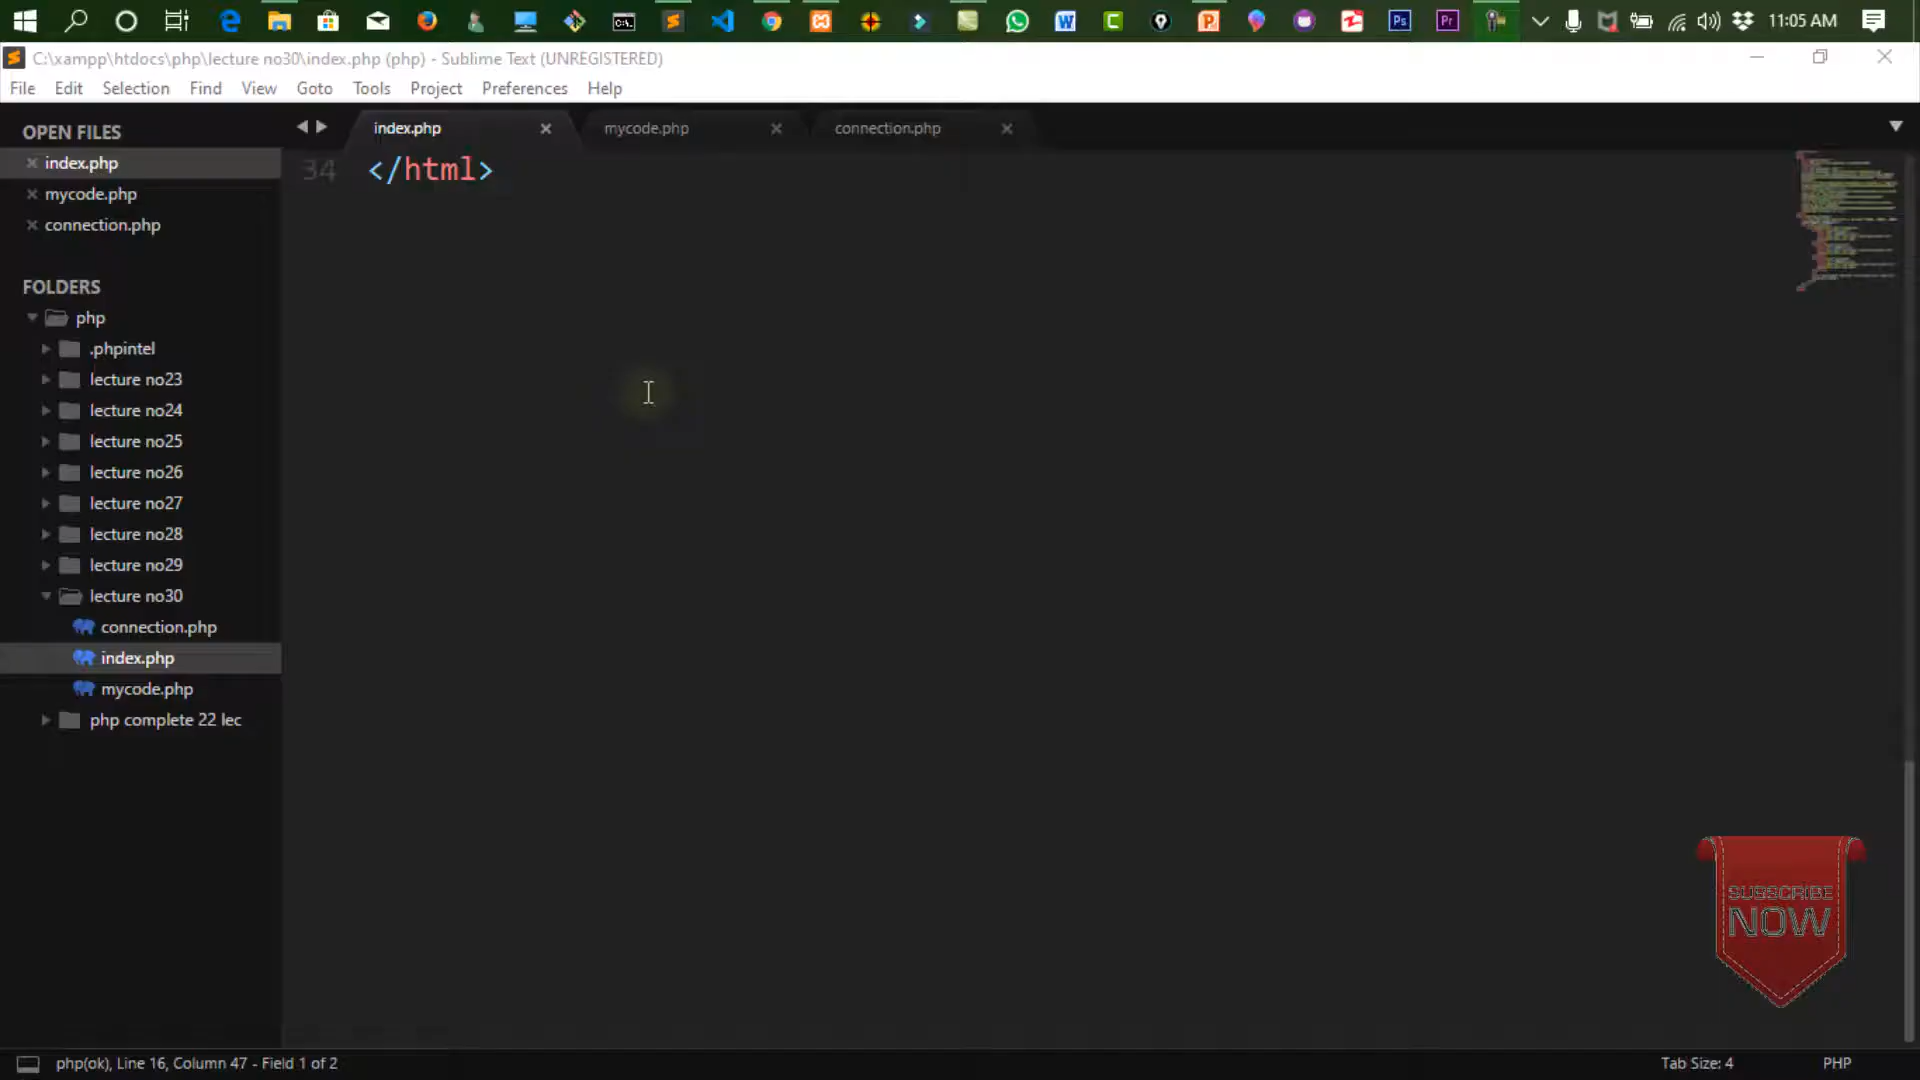 11:05 AM
C:\xampp\htdocs\php\lecture no30\index.php (php) - Sublime Text (UNREGISTERED)
File Edit Selection Find View Goto Tools Project Preferences Help
OPEN FILES
index.php
mycode.php
connection.php
FOLDERS
php
.phpintel
lecture no23
lecture no24
lecture no25
lecture no26
lecture no27
lecture no28
lecture no29
lecture no30
connection.php
index.php
mycode.php
php complete 22 lec
index.php mycode.php connection.php
34 </html>
SUBSCRIBE
NOW
php(ok), Line 16, Column 47 - Field 1 of 2
Tab Size: 4 PHP